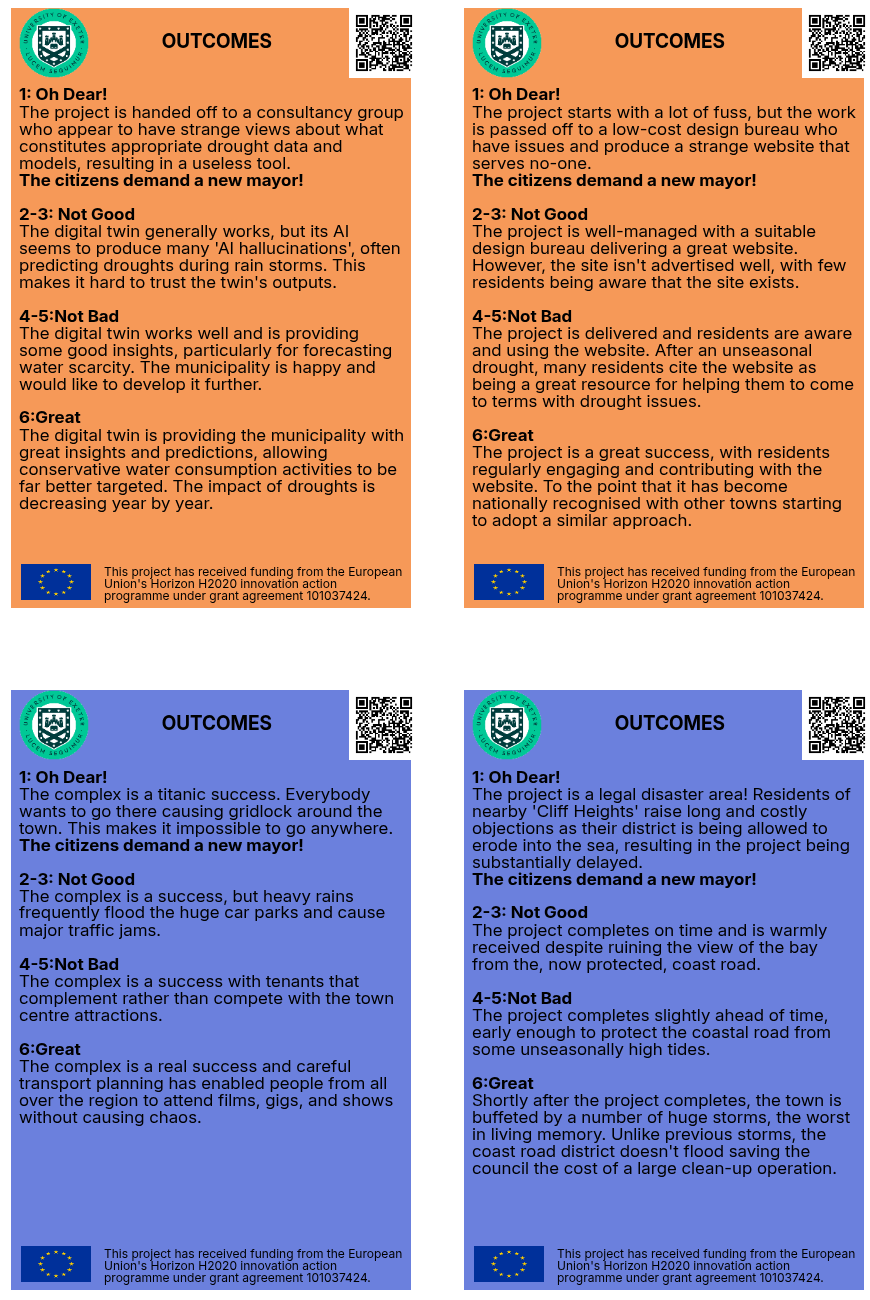 UNIVERSITY OF EXETER
LUCEM SEQUIMUR
OUTCOMES
1: Oh Dear!
The project is handed off to a consultancy group
who appear to have strange views about what
constitutes appropriate drought data and
models, resulting in a useless tool.
The citizens demand a new mayor!
2-3: Not Good
The digital twin generally works, but its AI
seems to produce many 'AI hallucinations', often
predicting droughts during rain storms. This
makes it hard to trust the twin's outputs.
4-5:Not Bad
The digital twin works well and is providing
some good insights, particularly for forecasting
water scarcity. The municipality is happy and
would like to develop it further.
6:Great
The digital twin is providing the municipality with
great insights and predictions, allowing
conservative water consumption activities to be
far better targeted. The impact of droughts is
decreasing year by year.
This project has received funding from the European
Union's Horizon H2020 innovation action
programme under grant agreement 101037424.
UNIVERSITY OF EXETER
LUCEM SEQUIMUR
OUTCOMES
1: Oh Dear!
The project starts with a lot of fuss, but the work
is passed off to a low-cost design bureau who
have issues and produce a strange website that
serves no-one.
The citizens demand a new mayor!
2-3: Not Good
The project is well-managed with a suitable
design bureau delivering a great website.
However, the site isn't advertised well, with few
residents being aware that the site exists.
4-5:Not Bad
The project is delivered and residents are aware
and using the website. After an unseasonal
drought, many residents cite the website as
being a great resource for helping them to come
to terms with drought issues.
6:Great
The project is a great success, with residents
regularly engaging and contributing with the
website. To the point that it has become
nationally recognised with other towns starting
to adopt a similar approach.
This project has received funding from the European
Union's Horizon H2020 innovation action
programme under grant agreement 101037424.
UNIVERSITY OF EXETER
LUCEM SEQUIMUR
OUTCOMES
1: Oh Dear!
The complex is a titanic success. Everybody
wants to go there causing gridlock around the
town. This makes it impossible to go anywhere.
The citizens demand a new mayor!
2-3: Not Good
The complex is a success, but heavy rains
frequently flood the huge car parks and cause
major traffic jams.
4-5:Not Bad
The complex is a success with tenants that
complement rather than compete with the town
centre attractions.
6:Great
The complex is a real success and careful
transport planning has enabled people from all
over the region to attend films, gigs, and shows
without causing chaos.
This project has received funding from the European
Union's Horizon H2020 innovation action
programme under grant agreement 101037424.
UNIVERSITY OF EXETER
LUCEM SEQUIMUR
OUTCOMES
1: Oh Dear!
The project is a legal disaster area! Residents of
nearby 'Cliff Heights' raise long and costly
objections as their district is being allowed to
erode into the sea, resulting in the project being
substantially delayed.
The citizens demand a new mayor!
2-3: Not Good
The project completes on time and is warmly
received despite ruining the view of the bay
from the, now protected, coast road.
4-5:Not Bad
The project completes slightly ahead of time,
early enough to protect the coastal road from
some unseasonally high tides.
6:Great
Shortly after the project completes, the town is
buffeted by a number of huge storms, the worst
in living memory. Unlike previous storms, the
coast road district doesn't flood saving the
council the cost of a large clean-up operation.
This project has received funding from the European
Union's Horizon H2020 innovation action
programme under grant agreement 101037424.